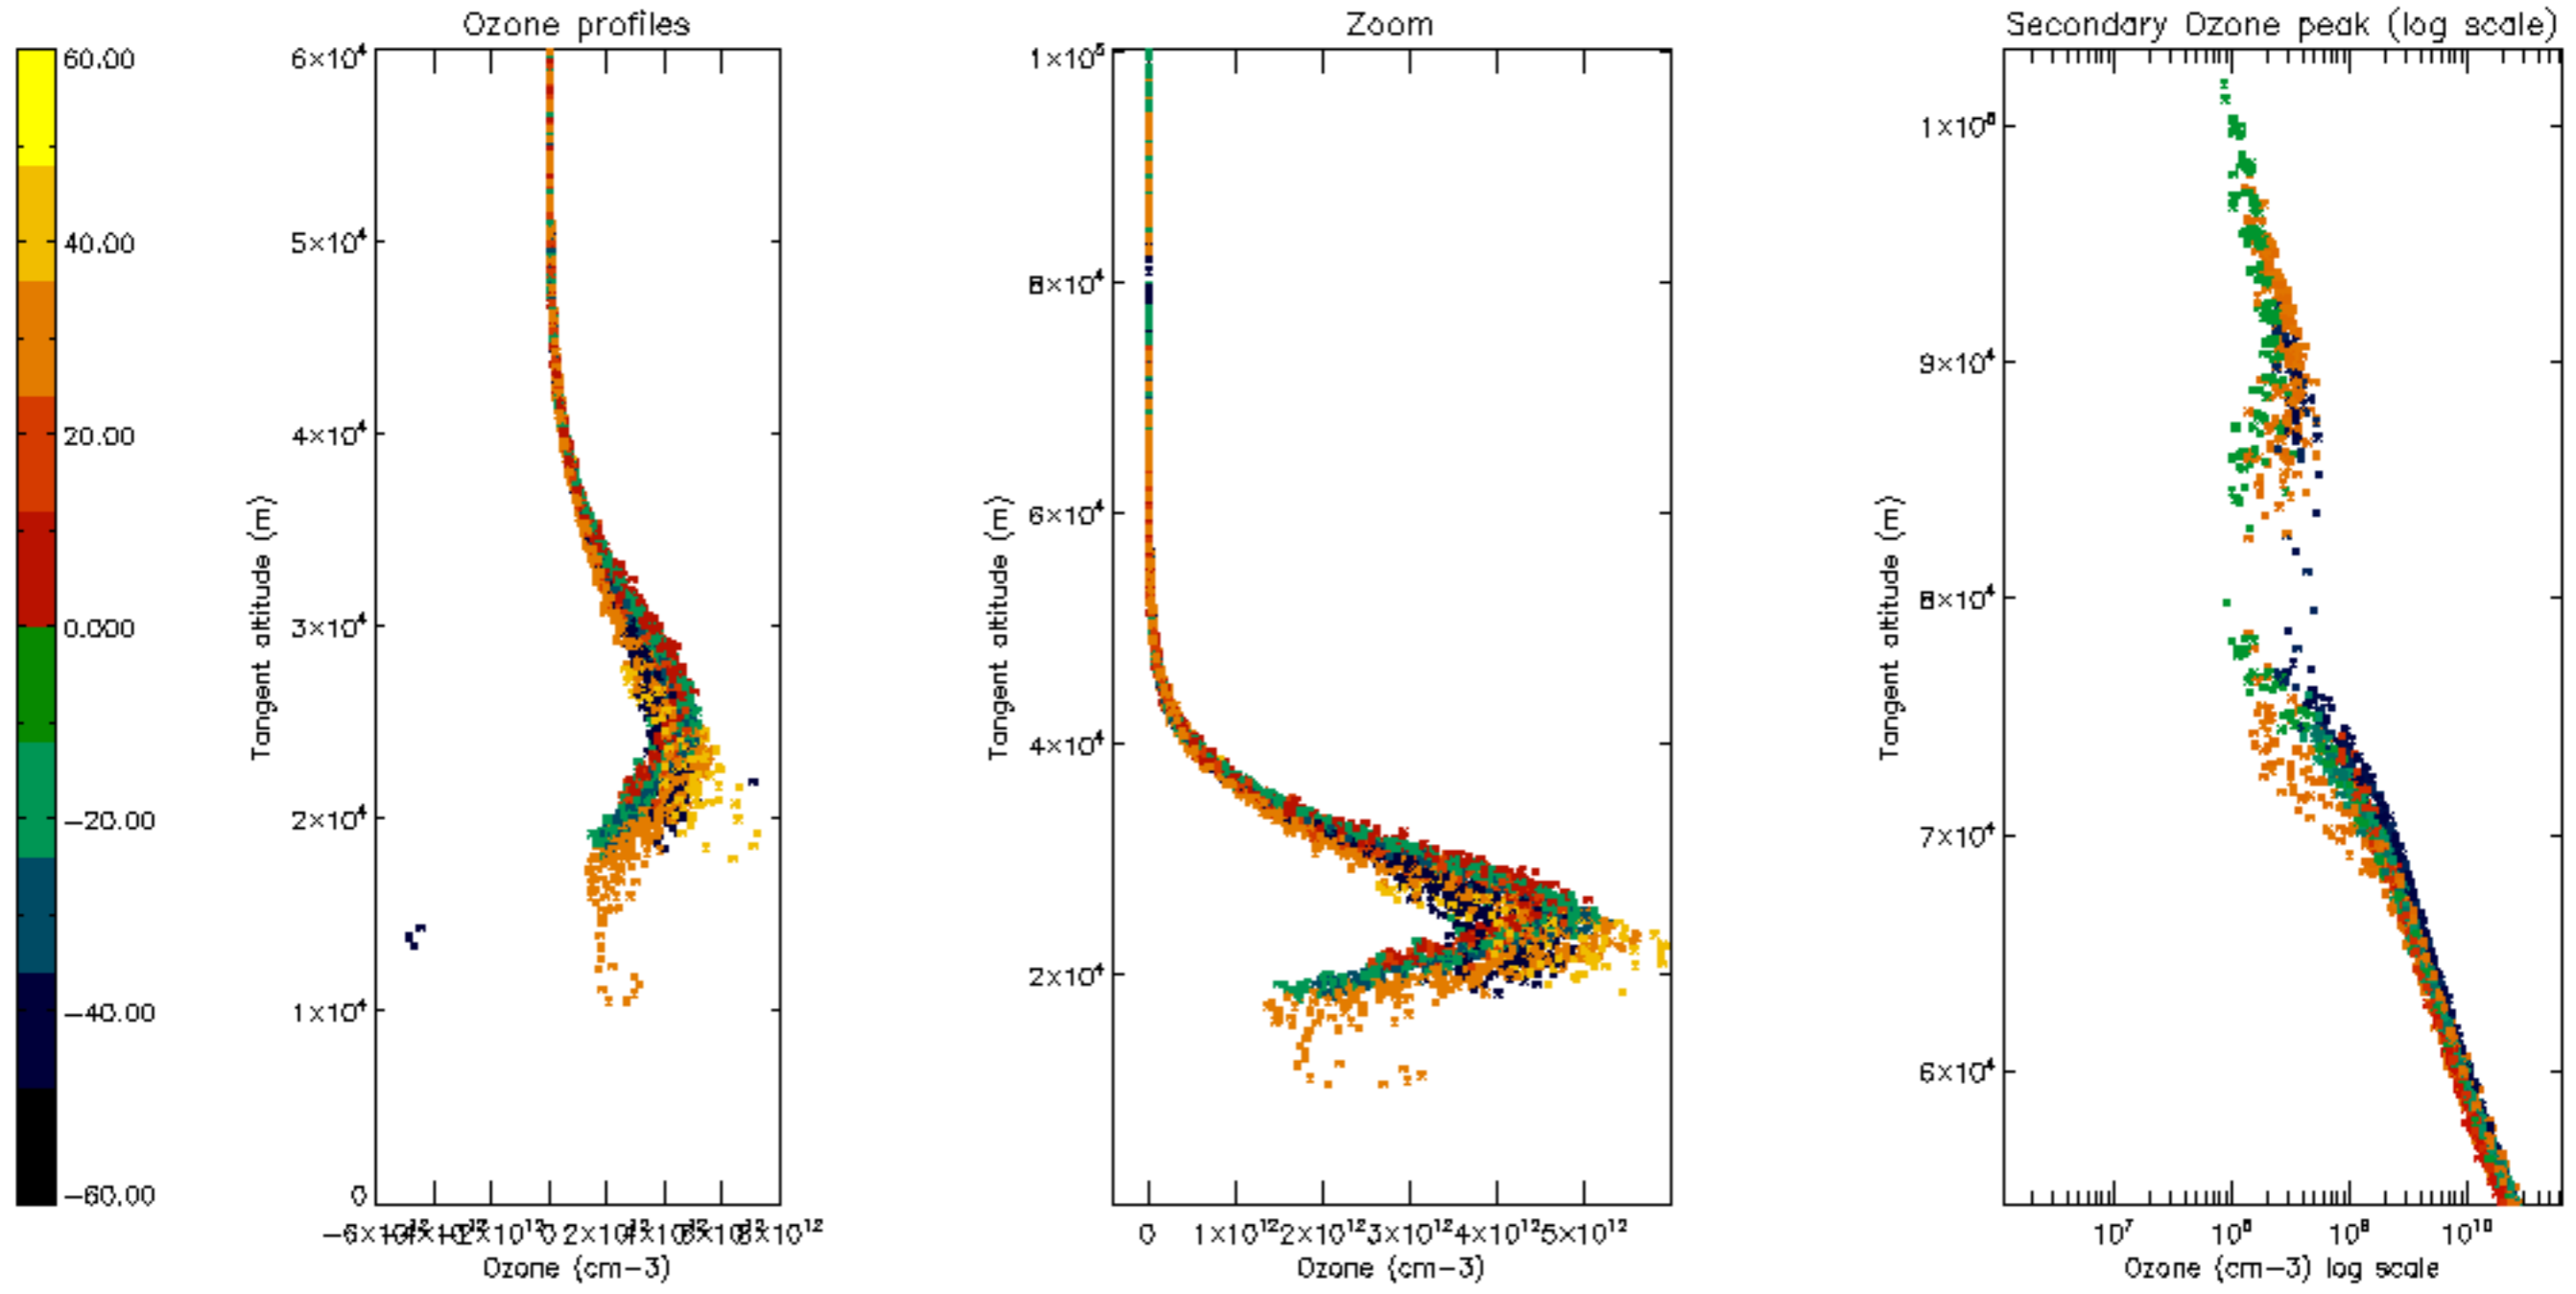 Ozone profiles
Zoom
Secondary Ozone peak (log scale)
60.00
40.00
20.00
0.000
−20.00
−40.00
−60.00
6×10⁴
5×10⁴
4×10⁴
3×10⁴
2×10⁴
1×10⁴
0
Tangent altitude (m)
0 8×10¹²
Ozone (cm−3)
1×10⁵
8×10⁴
6×10⁴
4×10⁴
2×10⁴
Tangent altitude (m)
0 1×10¹² 2×10¹² 3×10¹² 4×10¹² 5×10¹²
Ozone (cm−3)
1×10⁵
9×10⁴
8×10⁴
7×10⁴
6×10⁴
Tangent altitude (m)
10⁷ 10⁸ 10⁹ 10¹⁰
Ozone (cm−3) log scale